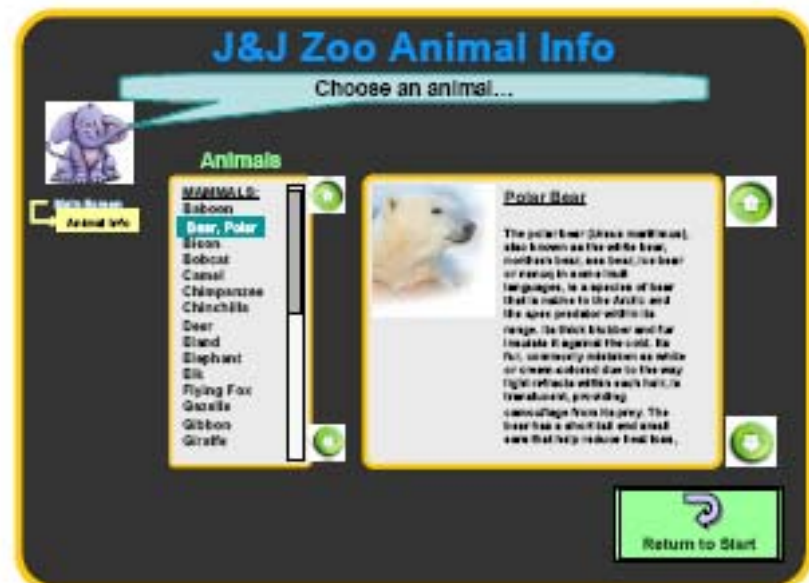 J&J Zoo Animal Info
Choose an animal...
Animals
Main Screen
Animal Info
MAMMALS:
Baboon
Bear, Polar
Bison
Bobcat
Camel
Chimpanzee
Chinchilla
Deer
Eland
Elephant
Elk
Flying Fox
Gazelle
Gibbon
Giraffe
Polar Bear
The polar bear (Ursus maritimus),
also known as the white bear,
northern bear, sea bear, ice bear
or nanuq in some Inuit
languages, is a species of bear
that is native to the Arctic and
the apex predator within its
range. Its thick blubber and fur
insulate it against the cold. Its
fur, commonly mistaken as white
or cream-colored due to the way
light refracts within each hair, is
translucent, providing
camouflage from its prey. The
bear has a short tail and small
ears that help reduce heat loss,
Return to Start